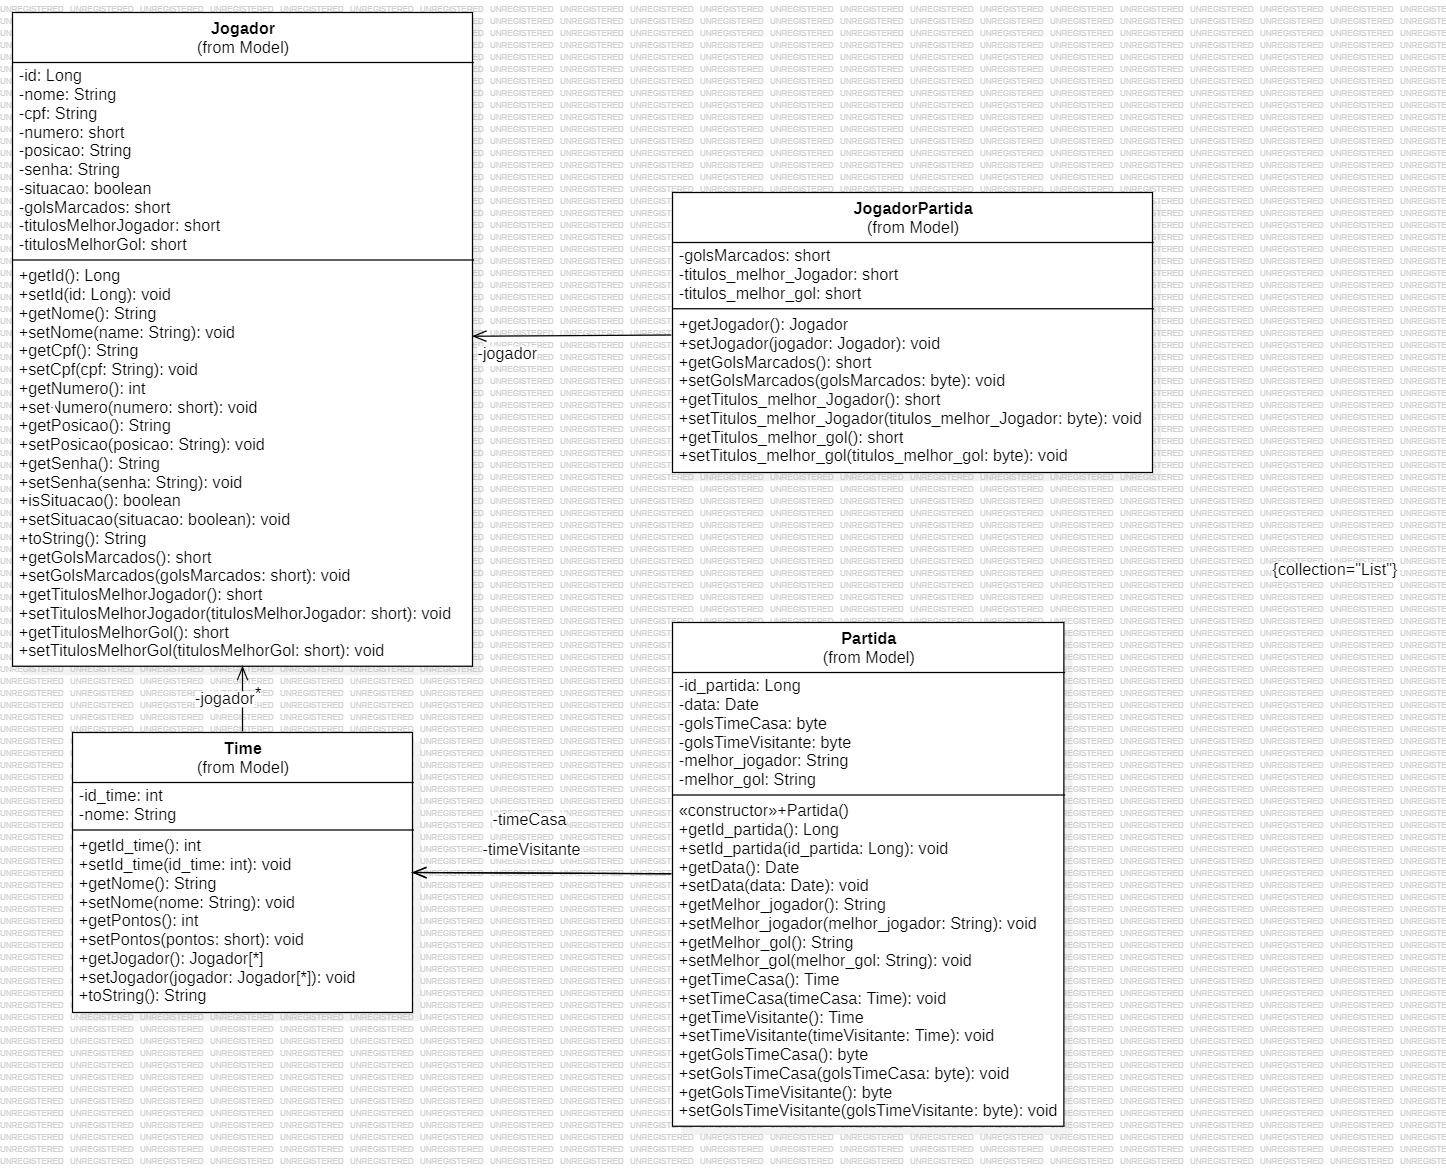 Jogador
(from Model)
-id: Long
-nome: String
-cpf: String
-numero: short
-posicao: String
-senha: String
-situacao: boolean
-golsMarcados: short
-titulosMelhorJogador: short
-titulosMelhorGol: short
+getId(): Long
+setId(id: Long): void
+getNome(): String
+setNome(name: String): void
+getCpf(): String
+setCpf(cpf: String): void
+getNumero(): int
+setNumero(numero: short): void
+getPosicao(): String
+setPosicao(posicao: String): void
+getSenha(): String
+setSenha(senha: String): void
+isSituacao(): boolean
+setSituacao(situacao: boolean): void
+toString(): String
+getGolsMarcados(): short
+setGolsMarcados(golsMarcados: short): void
+getTitulosMelhorJogador(): short
+setTitulosMelhorJogador(titulosMelhorJogador: short): void
+getTitulosMelhorGol(): short
+setTitulosMelhorGol(titulosMelhorGol: short): void
JogadorPartida
(from Model)
-golsMarcados: short
-titulos_melhor_Jogador: short
-titulos_melhor_gol: short
+getJogador(): Jogador
+setJogador(jogador: Jogador): void
+getGolsMarcados(): short
+setGolsMarcados(golsMarcados: byte): void
+getTitulos_melhor_Jogador(): short
+setTitulos_melhor_Jogador(titulos_melhor_Jogador: byte): void
+getTitulos_melhor_gol(): short
+setTitulos_melhor_gol(titulos_melhor_gol: byte): void
-jogador
{collection="List"}
-jogador*
Time
(from Model)
-id_time: int
-nome: String
+getId_time(): int
+setId_time(id_time: int): void
+getNome(): String
+setNome(nome: String): void
+getPontos(): int
+setPontos(pontos: short): void
+getJogador(): Jogador[*]
+setJogador(jogador: Jogador[*]): void
+toString(): String
-timeCasa
-timeVisitante
Partida
(from Model)
-id_partida: Long
-data: Date
-golsTimeCasa: byte
-golsTimeVisitante: byte
-melhor_jogador: String
-melhor_gol: String
«constructor»+Partida()
+getId_partida(): Long
+setId_partida(id_partida: Long): void
+getData(): Date
+setData(data: Date): void
+getMelhor_jogador(): String
+setMelhor_jogador(melhor_jogador: String): void
+getMelhor_gol(): String
+setMelhor_gol(melhor_gol: String): void
+getTimeCasa(): Time
+setTimeCasa(timeCasa: Time): void
+getTimeVisitante(): Time
+setTimeVisitante(timeVisitante: Time): void
+getGolsTimeCasa(): byte
+setGolsTimeCasa(golsTimeCasa: byte): void
+getGolsTimeVisitante(): byte
+setGolsTimeVisitante(golsTimeVisitante: byte): void
UNREGISTERED